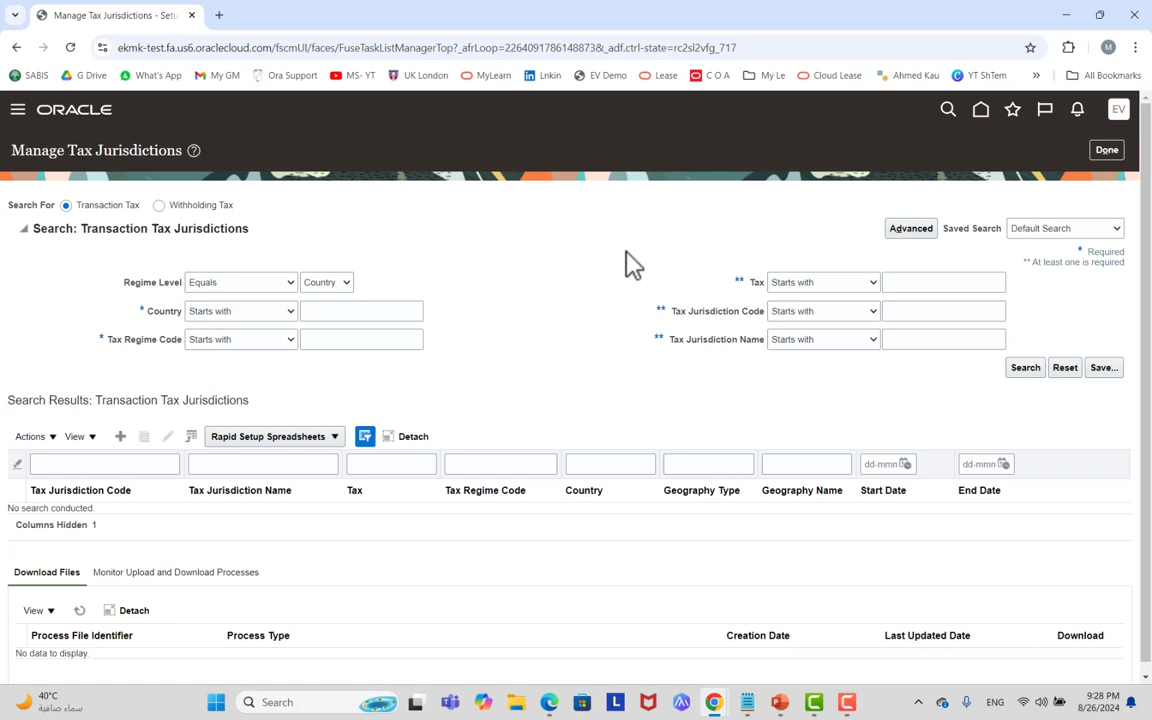 Manage Tax Jurisdictions - Setu
ekmk-test.fa.us6.oraclecloud.com/fscmUI/faces/FuseTaskListManagerTop?_afrLoop=22640917861488​73&_adf.ctrl-state=rc2sl2vfg_717
M
SABIS G Drive What's App My GM Ora Support MS- YT UK London MyLearn Lnkin EV Demo Lease C O A My Le Cloud Lease Ahmed Kau YT ShTem » All Bookmarks
ORACLE EV
Manage Tax Jurisdictions Done
Search For Transaction Tax Withholding Tax
Search: Transaction Tax Jurisdictions Advanced Saved Search Default Search
* Required
** At least one is required
Regime Level Equals Country ** Tax Starts with
* Country Starts with ** Tax Jurisdiction Code Starts with
* Tax Regime Code Starts with ** Tax Jurisdiction Name Starts with
Search Reset Save...
Search Results: Transaction Tax Jurisdictions
Actions View Rapid Setup Spreadsheets Detach
dd-mmn dd-mmn
Tax Jurisdiction Code Tax Jurisdiction Name Tax Tax Regime Code Country Geography Type Geography Name Start Date End Date
No search conducted.
Columns Hidden 1
Download Files Monitor Upload and Download Processes
View Detach
Process File Identifier Process Type Creation Date Last Updated Date Download
No data to display.
40°C
سماء صافية
Search
L
ENG
9:28 PM
8/26/2024